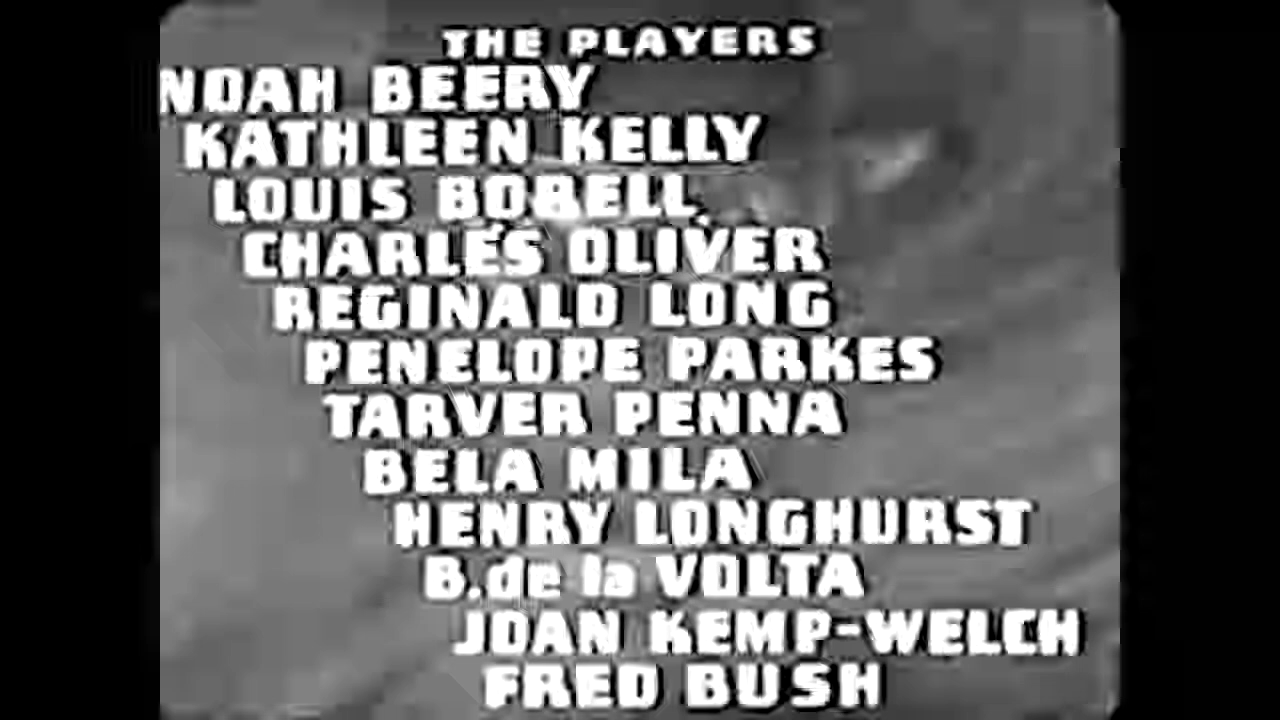 THE PLAYERS
NOAH BEERY
KATHLEEN KELLY
LOUIS BORELL
CHARLES OLIVER
REGINALD LONG
PENELOPE PARKES
TARVER PENNA
BELA MILA
HENRY LONGHURST
B.de la VOLTA
JOAN KEMP-WELCH
FRED BUSH